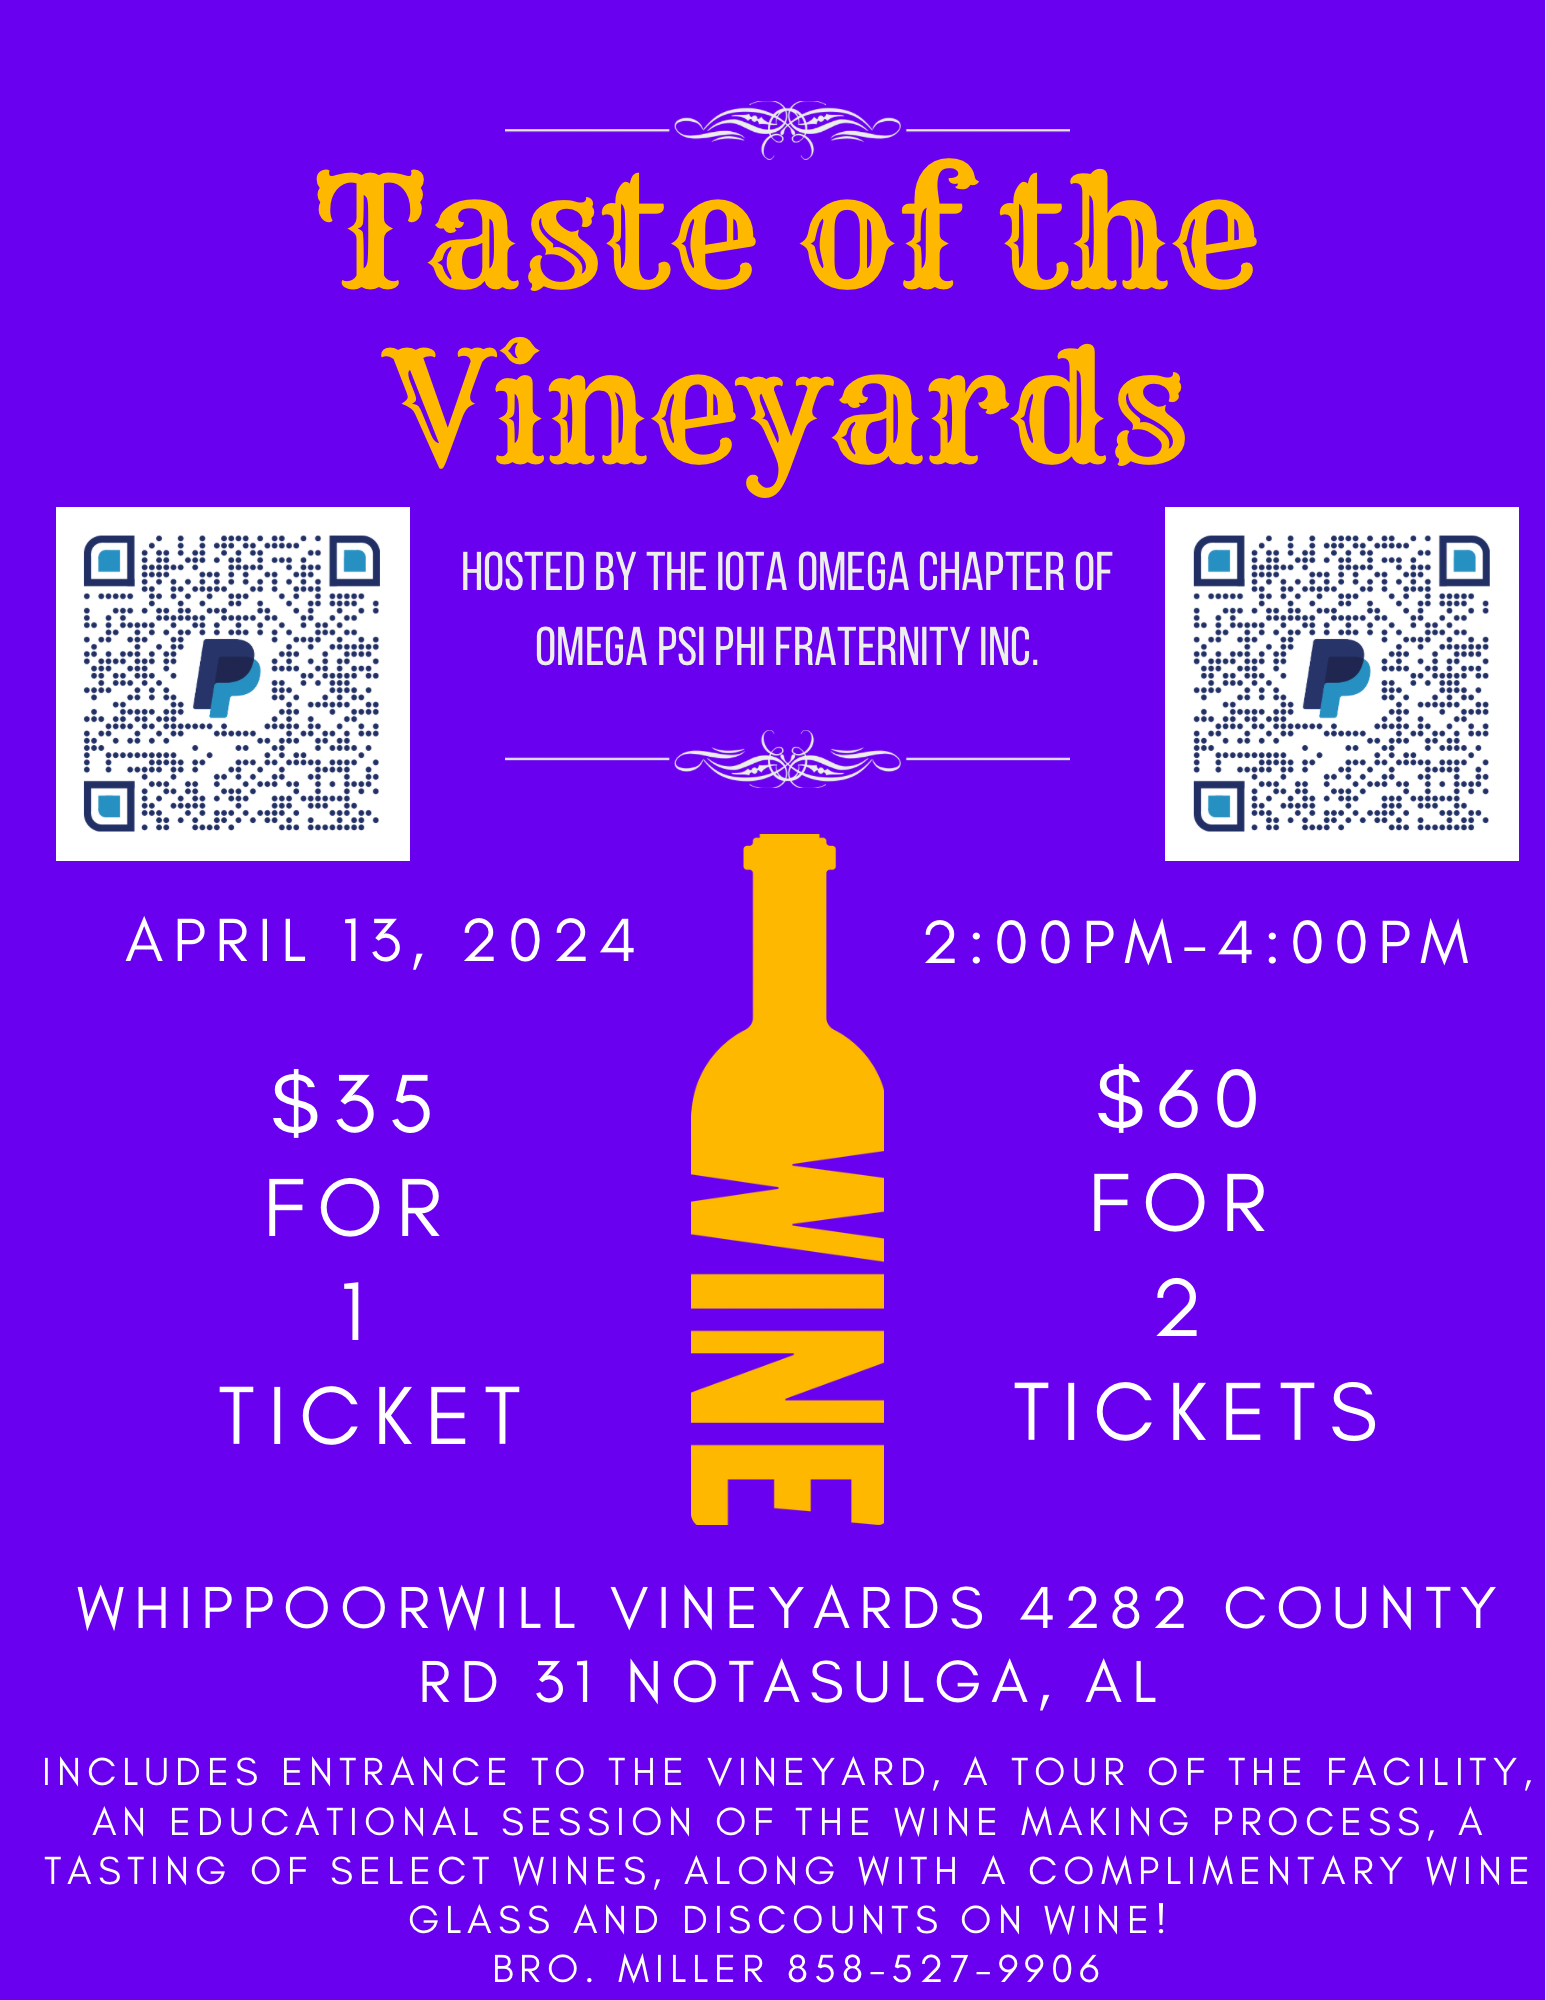 Taste of the
Vineyards
HOSTED BY THE IOTA OMEGA CHAPTER OF
OMEGA PSI PHI FRATERNITY INC.
APRIL 13, 2024
2:00PM-4:00PM
$35
FOR
1
TICKET
$60
FOR
2
TICKETS
WINE
WHIPPOORWILL VINEYARDS 4282 COUNTY
RD 31 NOTASULGA, AL
INCLUDES ENTRANCE TO THE VINEYARD, A TOUR OF THE FACILITY,
AN EDUCATIONAL SESSION OF THE WINE MAKING PROCESS, A
TASTING OF SELECT WINES, ALONG WITH A COMPLIMENTARY WINE
GLASS AND DISCOUNTS ON WINE!
BRO. MILLER 858-527-9906